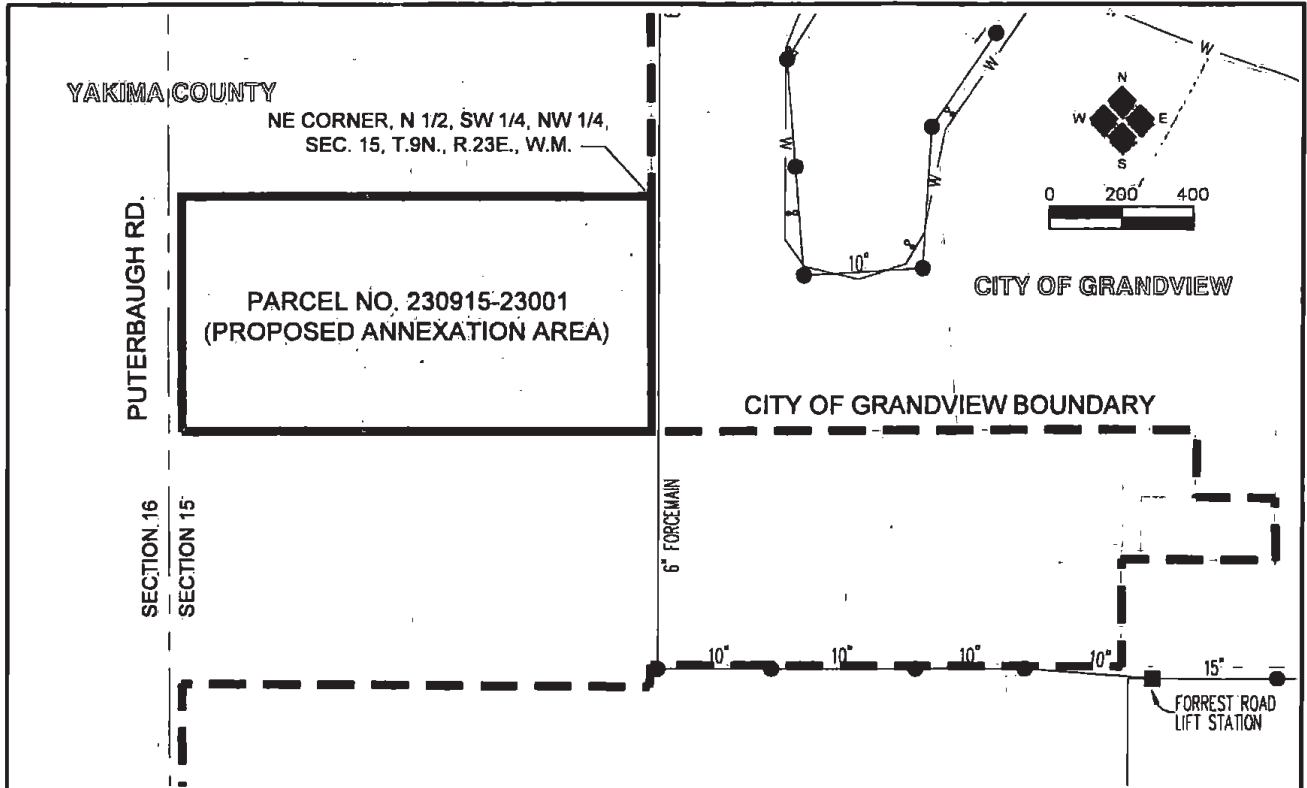 YAKIMA COUNTY
NE CORNER, N 1/2, SW 1/4, NW 1/4,
SEC. 15, T.9N., R.23E., W.M.
PUTERBAUGH RD.
PARCEL NO. 230915-23001
(PROPOSED ANNEXATION AREA)
W
W
W
W
W
10"
N
W E
S
0 200 400
CITY OF GRANDVIEW
CITY OF GRANDVIEW BOUNDARY
SECTION 16
SECTION 15
6" FORCEMAIN
10"
10"
10"
10"
15"
FORREST ROAD
LIFT STATION